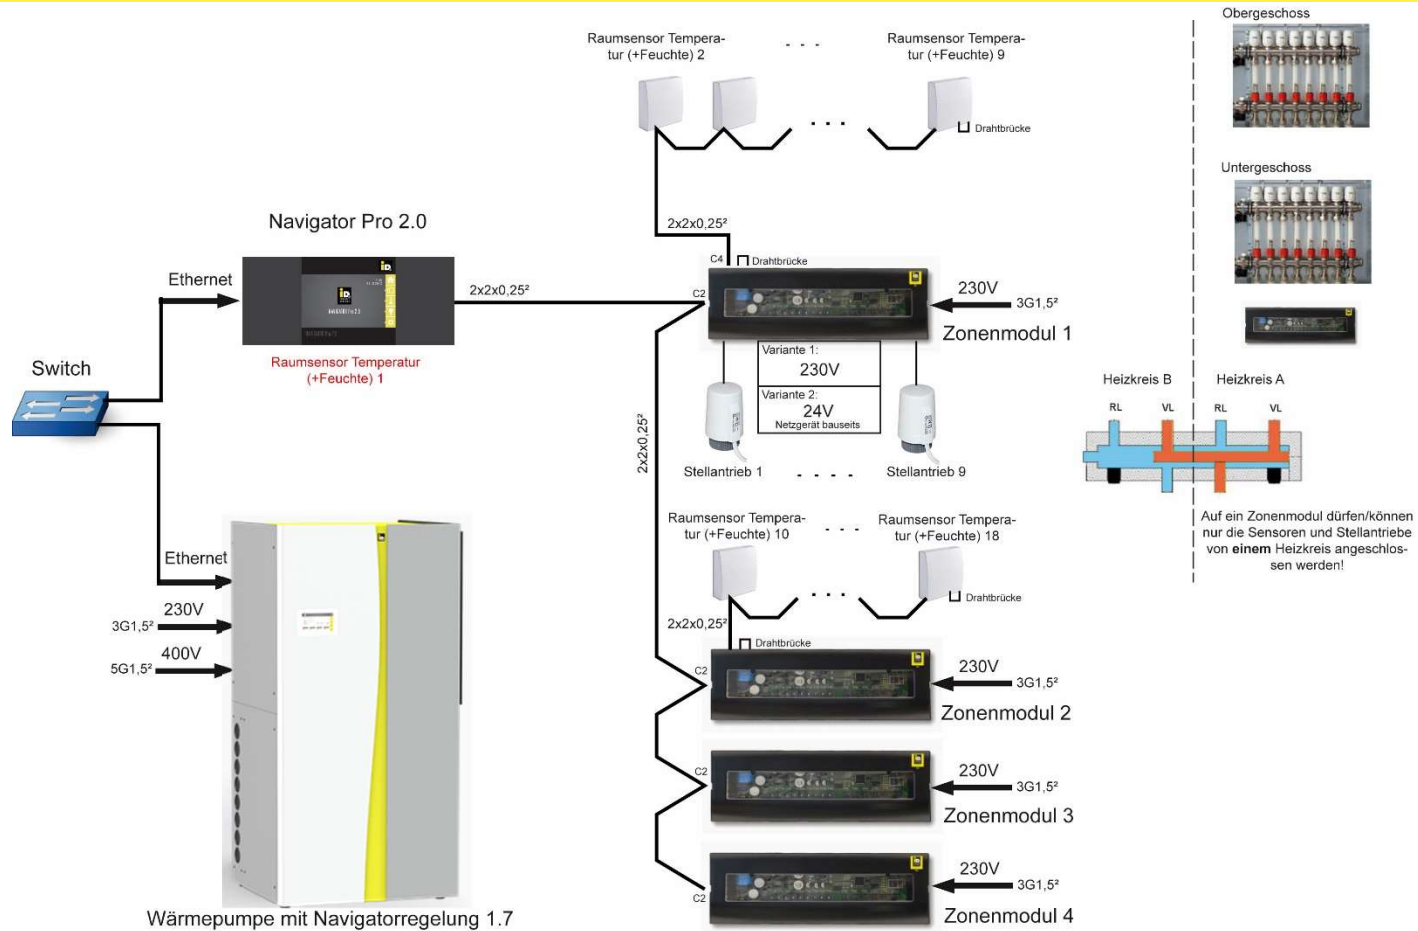 Obergeschoss
Raumsensor Tempera-
tur (+Feuchte) 2
Raumsensor Tempera-
tur (+Feuchte) 9
Drahtbrücke
Untergeschoss
Navigator Pro 2.0
2x2x0,25²
C4
Drahtbrücke
Ethernet
iD
2x2x0,25²
C2
230V
3G1,5²
Zonenmodul 1
Raumsensor Temperatur
(+Feuchte) 1
Switch
Variante 1:
230V
Variante 2:
24V
Netzgerät bauseits
Heizkreis B
Heizkreis A
RL
VL
RL
VL
2x2x0,25²
Stellantrieb 1
Stellantrieb 9
Raumsensor Tempera-
tur (+Feuchte) 10
Raumsensor Tempera-
tur (+Feuchte) 18
Auf ein Zonenmodul dürfen/können
nur die Sensoren und Stellantriebe
von einem Heizkreis angeschlos-
sen werden!
Ethernet
Drahtbrücke
230V
3G1,5²
2x2x0,25²
Drahtbrücke
400V
5G1,5²
C2
230V
3G1,5²
Zonenmodul 2
C2
230V
3G1,5²
Zonenmodul 3
C2
230V
3G1,5²
Zonenmodul 4
Wärmepumpe mit Navigatorregelung 1.7